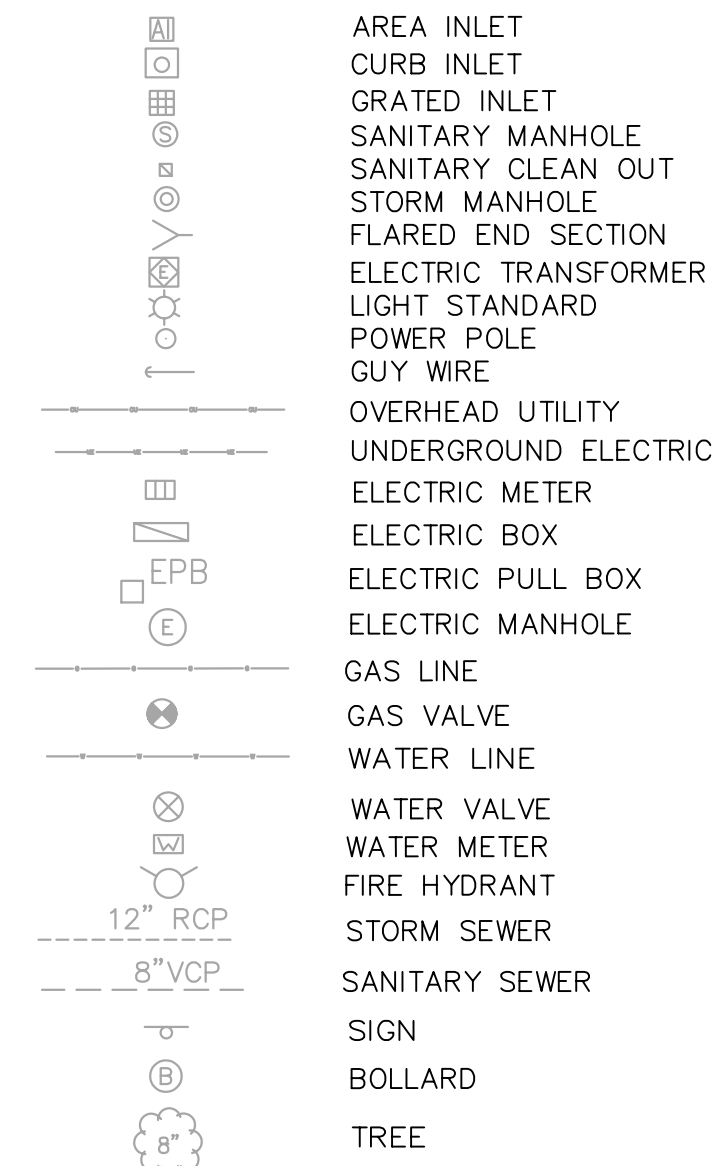 AI AREA INLET
CURB INLET
GRATED INLET
S SANITARY MANHOLE
SANITARY CLEAN OUT
STORM MANHOLE
FLARED END SECTION
E ELECTRIC TRANSFORMER
LIGHT STANDARD
POWER POLE
GUY WIRE
OVERHEAD UTILITY
UNDERGROUND ELECTRIC
ELECTRIC METER
ELECTRIC BOX
EPB ELECTRIC PULL BOX
E ELECTRIC MANHOLE
GAS LINE
GAS VALVE
WATER LINE
WATER VALVE
W WATER METER
FIRE HYDRANT
12” RCP STORM SEWER
8”VCP SANITARY SEWER
SIGN
B BOLLARD
8” TREE